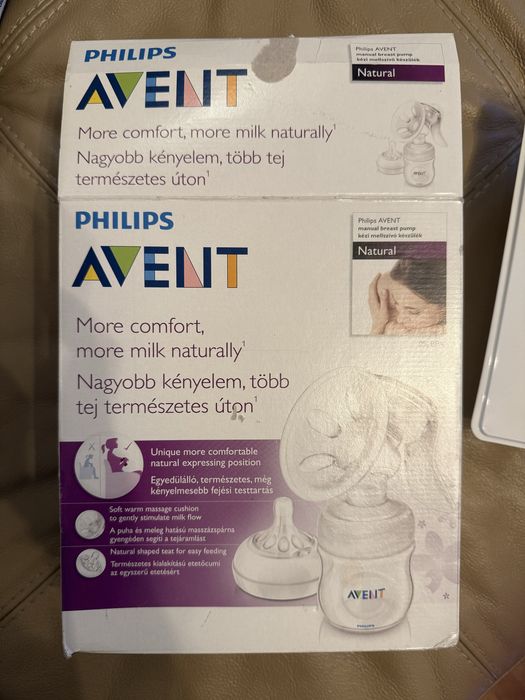 PHILIPS
AVENT
More comfort, more milk naturally¹
Nagyobb kényelem, több tej
természetes úton¹
Philips AVENT
manual breast pump
kézi mellszívó készülék
Natural
AVENT
PHILIPS
AVENT
More comfort,
more milk naturally¹
Nagyobb kényelem, több
tej természetes úton¹
Philips AVENT
manual breast pump
kézi mellszívó készülék
Natural
Unique more comfortable
natural expressing position
Egyedülálló, természetes, még
kényelmesebb fejési testtartás
Soft warm massage cushion
to gently stimulate milk flow
A puha és meleg hatású masszázspárna
gyengéden segíti a tejáramlást
Natural shaped teat for easy feeding
Természetes kialakítású etetőcumi
az egyszerű etetésért
AVENT
PHILIPS